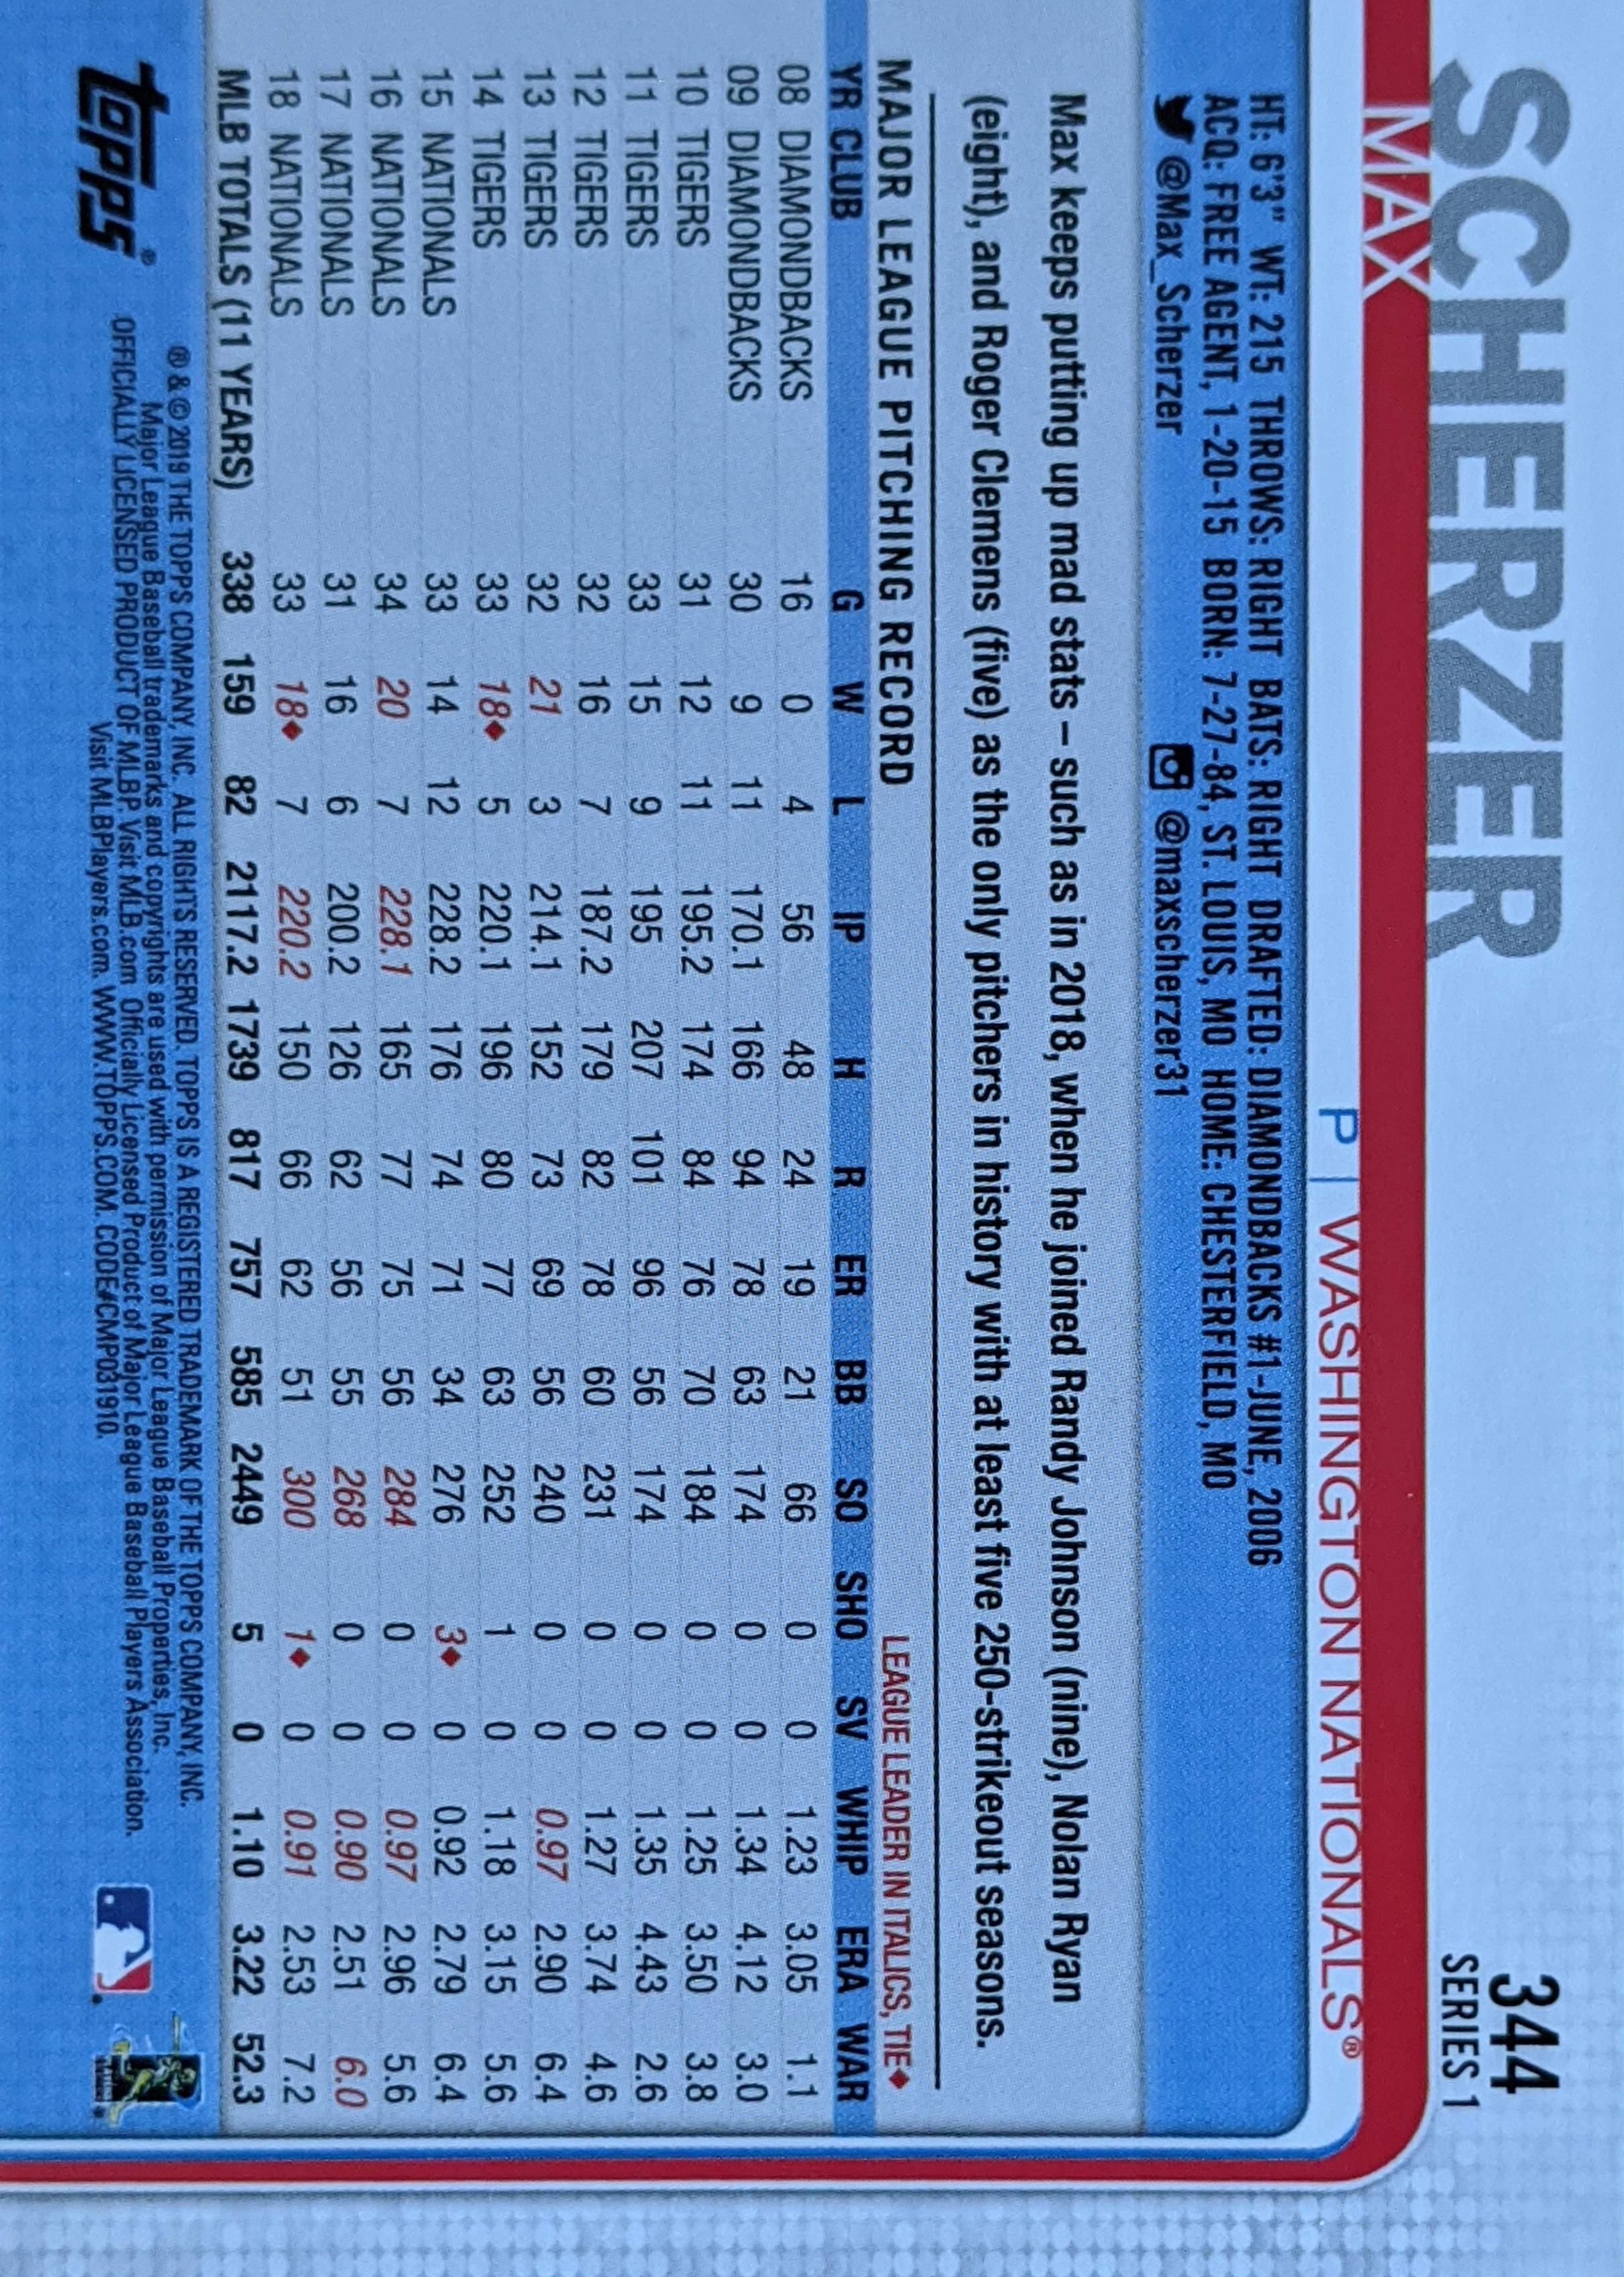 SCHERZER
344
SERIES 1
MAX
P | WASHINGTON NATIONALS®
HT: 6'3" WT: 215 THROWS: RIGHT BATS: RIGHT DRAFTED: DIAMONDBACKS #1-JUNE, 2006
ACQ: FREE AGENT, 1-20-15 BORN: 7-27-84, ST. LOUIS, MO HOME: CHESTERFIELD, MO
@Max_Scherzer @maxscherzer31
Max keeps putting up mad stats – such as in 2018, when he joined Randy Johnson (nine), Nolan Ryan
(eight), and Roger Clemens (five) as the only pitchers in history with at least five 250-strikeout seasons.
MAJOR LEAGUE PITCHING RECORD LEAGUE LEADER IN ITALICS, TIE♦
YR CLUB G W L IP H R ER BB SO SHO SV WHIP ERA WAR
08 DIAMONDBACKS 16 0 4 56 48 24 19 21 66 0 0 1.23 3.05 1.1
09 DIAMONDBACKS 30 9 11 170.1 166 94 78 63 174 0 0 1.34 4.12 3.0
10 TIGERS 31 12 11 195.2 174 84 76 70 184 0 0 1.25 3.50 3.8
11 TIGERS 33 15 9 195 207 101 96 56 174 0 0 1.35 4.43 2.6
12 TIGERS 32 16 7 187.2 179 82 78 60 231 0 0 1.27 3.74 4.6
13 TIGERS 32 21 3 214.1 152 73 69 56 240 0 0 0.97 2.90 6.4
14 TIGERS 33 18♦ 5 220.1 196 80 77 63 252 1 0 1.18 3.15 5.6
15 NATIONALS 33 14 12 228.2 176 74 71 34 276 3♦ 0 0.92 2.79 6.4
16 NATIONALS 34 20 7 228.1 165 77 75 56 284 0 0 0.97 2.96 5.6
17 NATIONALS 31 16 6 200.2 126 62 56 55 268 0 0 0.90 2.51 6.0
18 NATIONALS 33 18♦ 7 220.2 150 66 62 51 300 1♦ 0 0.91 2.53 7.2
MLB TOTALS (11 YEARS) 338 159 82 2117.2 1739 817 757 585 2449 5 0 1.10 3.22 52.3
topps®
® & © 2019 THE TOPPS COMPANY, INC. ALL RIGHTS RESERVED. TOPPS IS A REGISTERED TRADEMARK OF THE TOPPS COMPANY, INC.
Major League Baseball trademarks and copyrights are used with permission of Major League Baseball Properties, Inc.
OFFICIALLY LICENSED PRODUCT OF MLBP. Visit MLB.com Officially Licensed Product of Major League Baseball Players Association.
Visit MLBPlayers.com. WWW.TOPPS.COM. CODE#CMP031910.